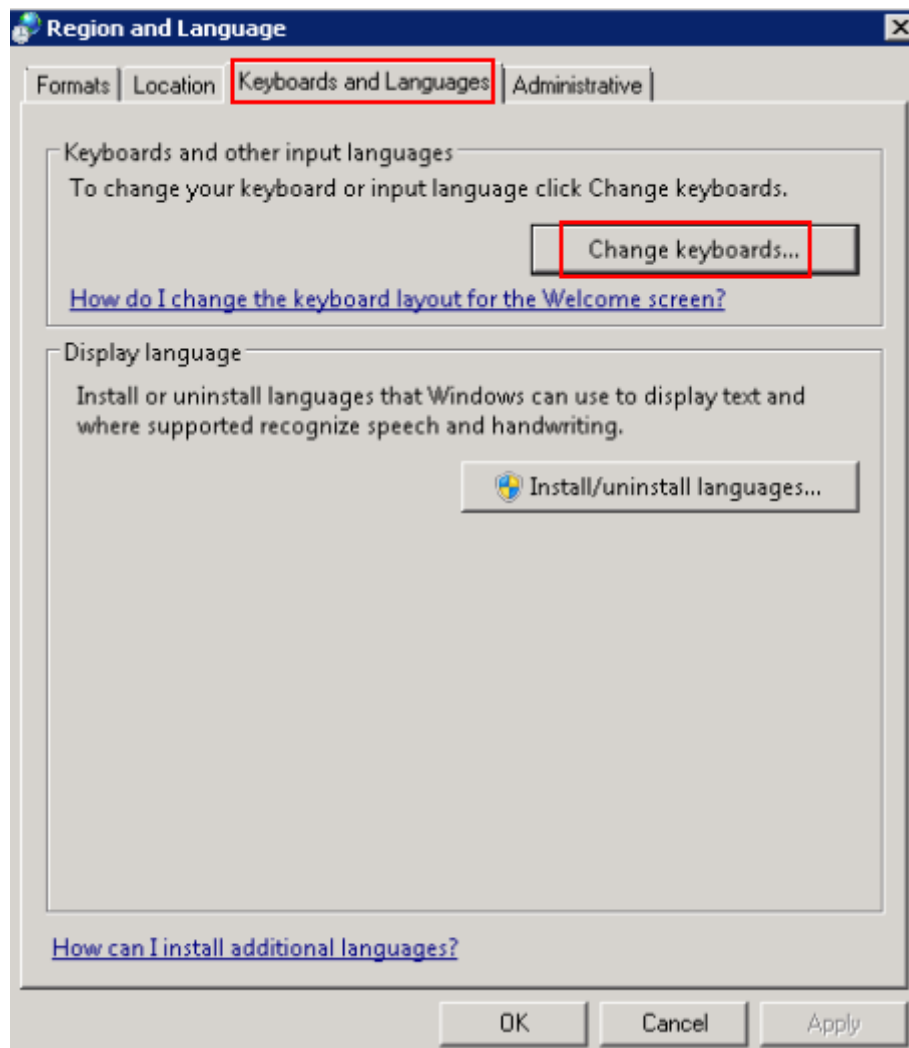 Region and Language
Formats
Location
Keyboards and Languages
Administrative
Keyboards and other input languages
To change your keyboard or input language click Change keyboards.
Change keyboards...
How do I change the keyboard layout for the Welcome screen?
Display language
Install or uninstall languages that Windows can use to display text and
where supported recognize speech and handwriting.
Install/uninstall languages...
How can I install additional languages?
OK
Cancel
Apply